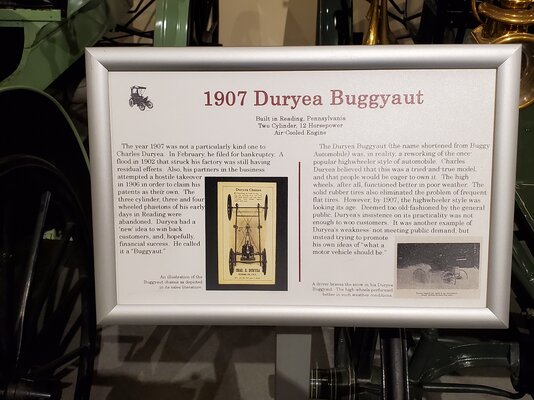 1907 Duryea Buggyaut
Built in Reading, Pennsylvania
Two Cylinder, 12 Horsepower
Air-Cooled Engine
The year 1907 was not a particularly kind one to
Charles Duryea. In February, he filed for bankruptcy. A
flood in 1902 that struck his factory was still having
residual effects. Also, his partners in the business
attempted a hostile takeover
in 1906 in order to claim his
patents as their own. The
three cylinder, three and four
wheeled phaetons of his early
days in Reading were
abandoned. Duryea had a
"new idea to win back
customers, and, hopefully,
financial success. He called
it a "Buggyaut."
Duryea Chassis
CHAS. E. DURYEA
An illustration of the
Buggyaut chassis as depicted
in its sales literature.
The Duryea Buggyaut (the name shortened from Buggy
Automobile) was, in reality, a reworking of the once
popular highwheeler style of automobile. Charles
Duryea believed that this was a tried and true model,
and that people would be eager to own it. The high
wheels, after all, functioned better in poor weather. The
solid rubber tires also eliminated the problem of frequent
flat tires. However, by 1907, the highwheeler style was
looking its age. Deemed too old fashioned by the general
public, Duryea's insistence on its practicality was not
enough to woo customers. It was another example of
Duryea's weakness- not meeting public demand, but
instead trying to promote
his own ideas of "what a
motor vehicle should be."
A driver braves the snow in his Duryea
Buggyaut. The high wheels performed
better in such weather conditions.